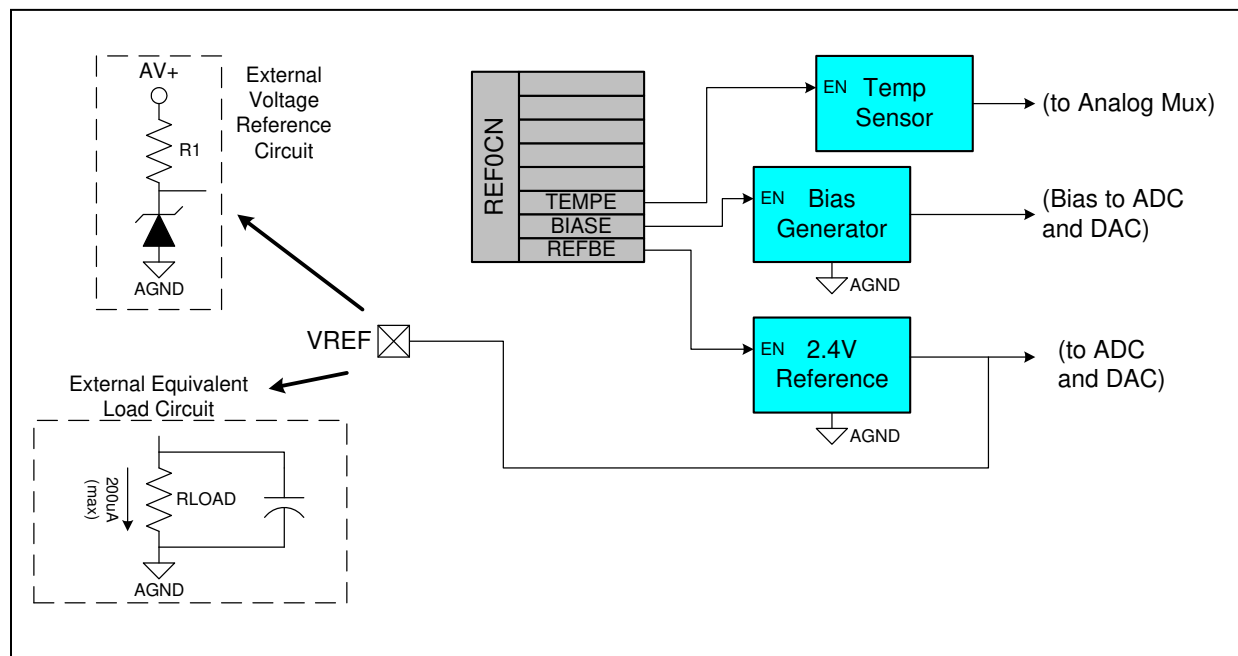 AV+
R1
AGND
External
Voltage
Reference
Circuit
REF0CN
TEMPE
BIASE
REFBE
EN
Temp
Sensor
(to Analog Mux)
EN
Bias
Generator
AGND
(Bias to ADC
and DAC)
VREF
EN
2.4V
Reference
AGND
(to ADC
and DAC)
External Equivalent
Load Circuit
200uA
(max)
RLOAD
AGND